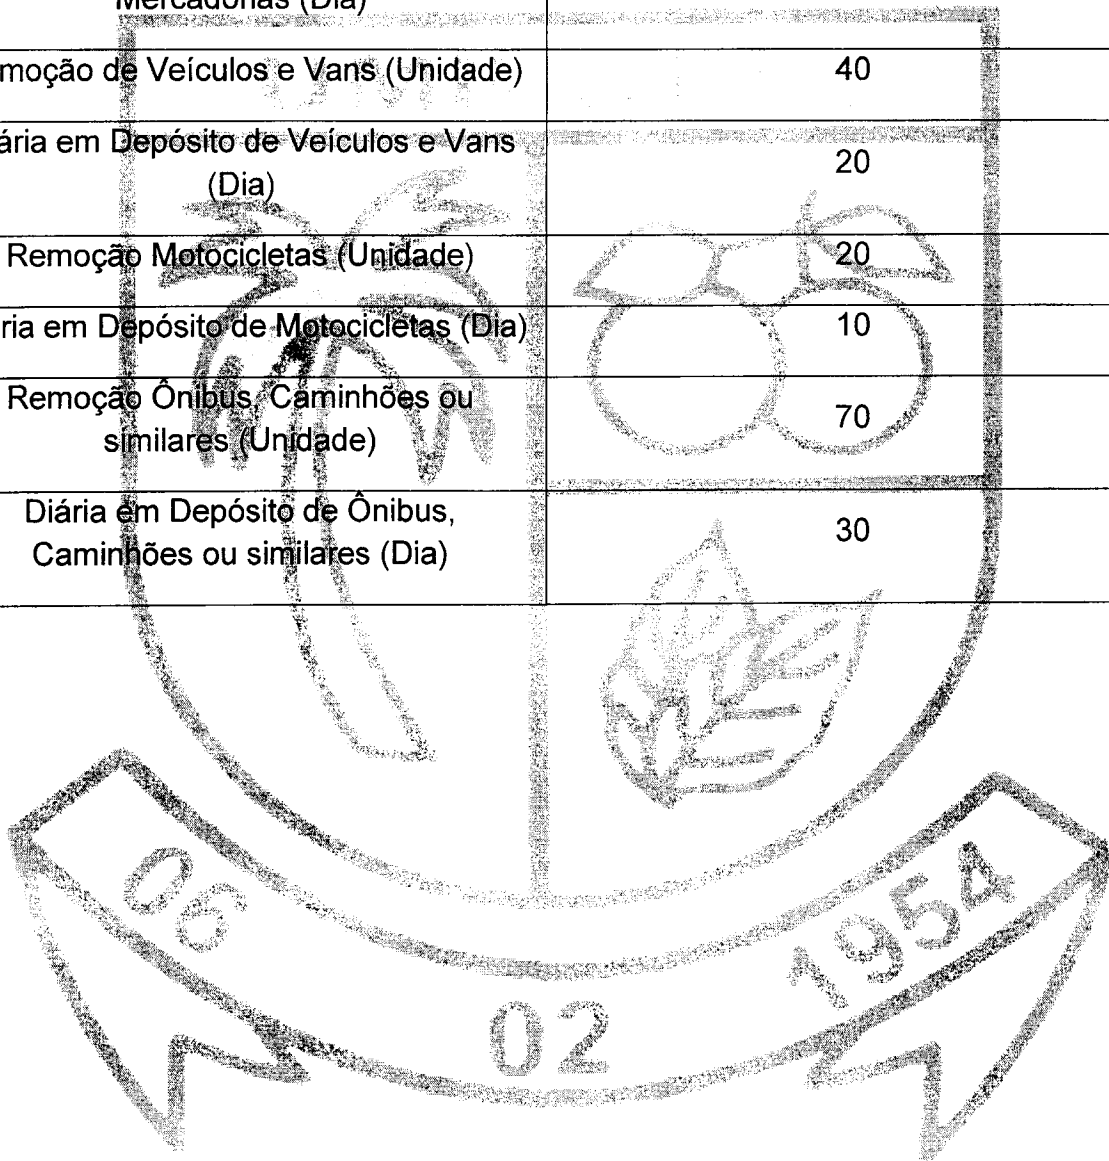 Mercadorias (Dia)
moção de Veículos e Vans (Unidade) 40
ária em Depósito de Veículos e Vans
(Dia) 20
Remoção Motocicletas (Unidade) 20
ria em Depósito de Motocicletas (Dia) 10
Remoção Ônibus, Caminhões ou
similares (Unidade) 70
Diária em Depósito de Ônibus,
Caminhões ou similares (Dia) 30
06
02
1954